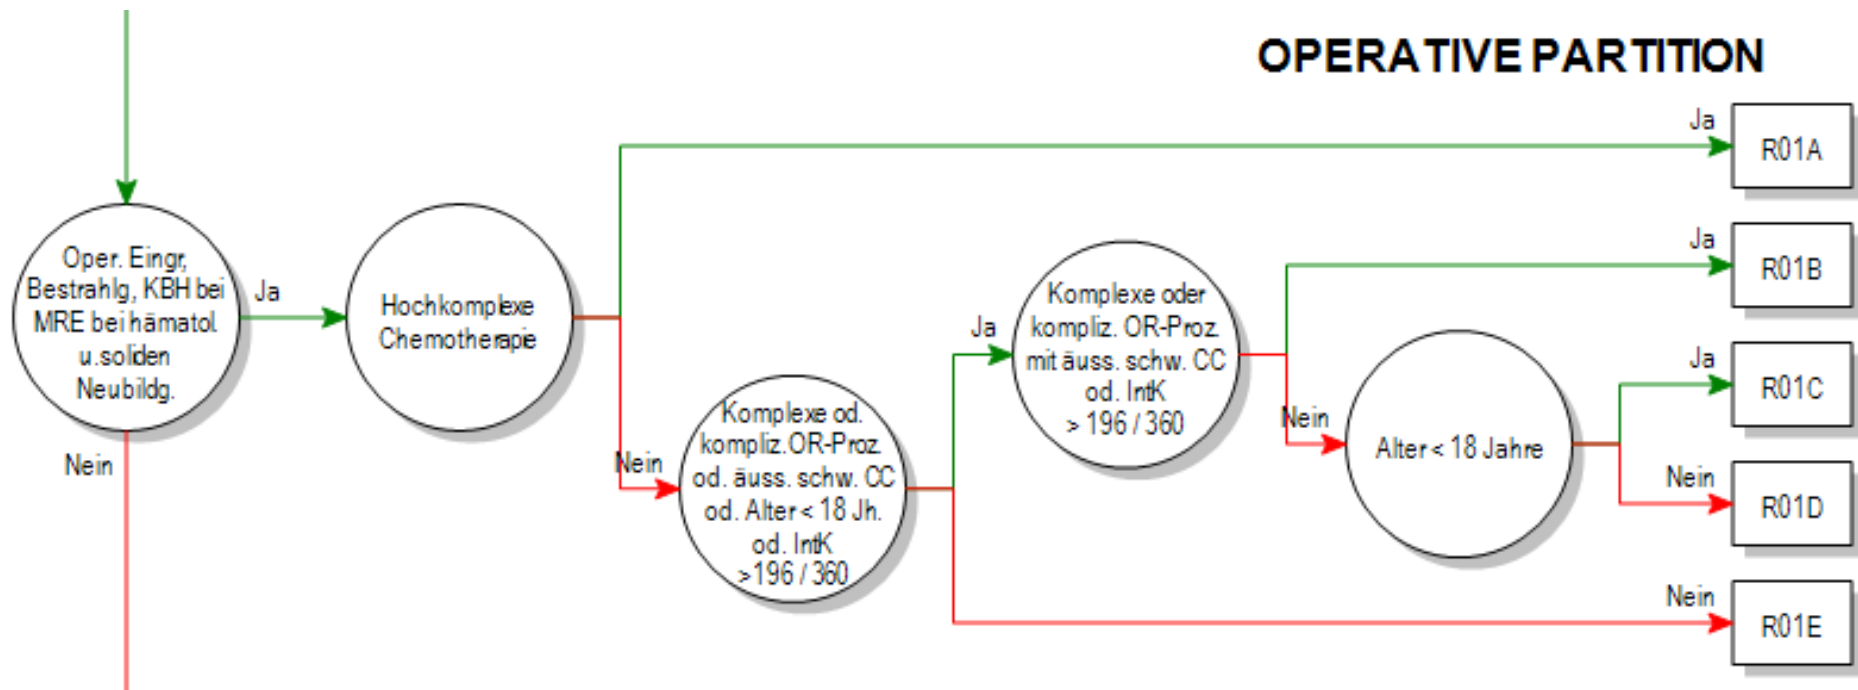 OPERATIVE PARTITION
Oper. Eingr,
Bestrahlg, KBH bei
MRE bei hämatol.
u.soliden
Neubildg.
Ja
Nein
Hochkomplexe
Chemotherapie
Ja
R01A
Nein
Komplexe od.
kompliz.OR-Proz.
od. äuss. schw. CC
od. Alter < 18 Jh.
od. IntK
>196 / 360
Ja
Komplexe oder
kompliz. OR-Proz.
mit äuss. schw. CC
od. IntK
> 196 / 360
Ja
R01B
Nein
Alter < 18 Jahre
Ja
R01C
Nein
R01D
Nein
R01E